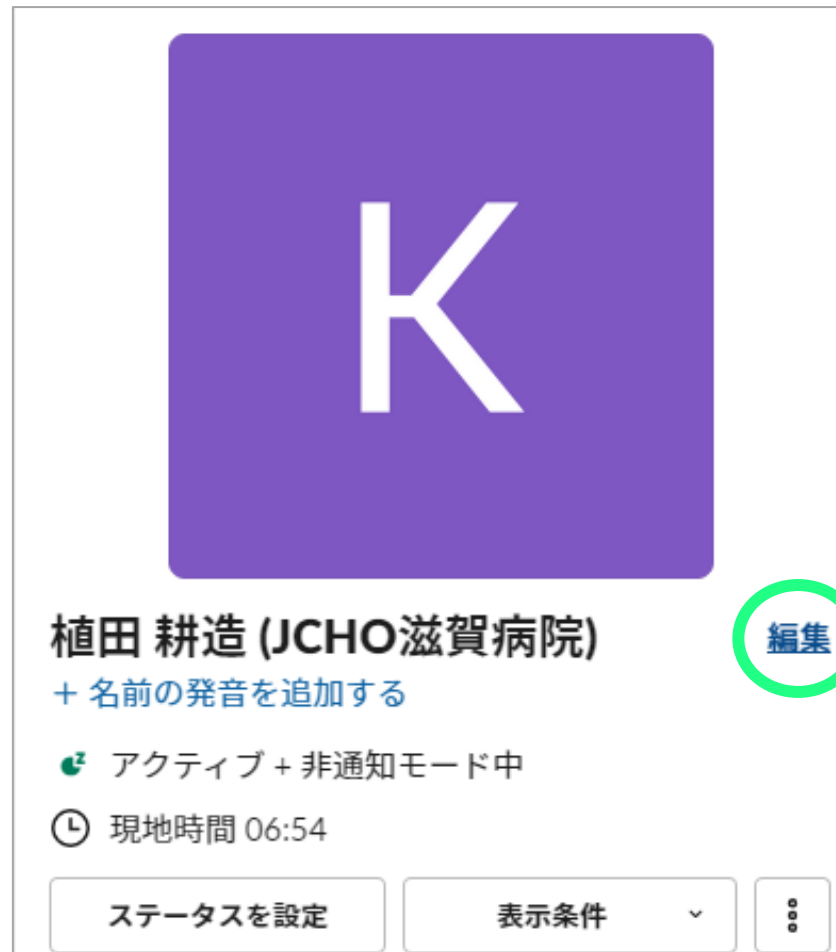 K
植田 耕造 (JCHO滋賀病院) 編集
+ 名前の発音を追加する
アクティブ + 非通知モード中
現地時間 06:54
ステータスを設定 表示条件